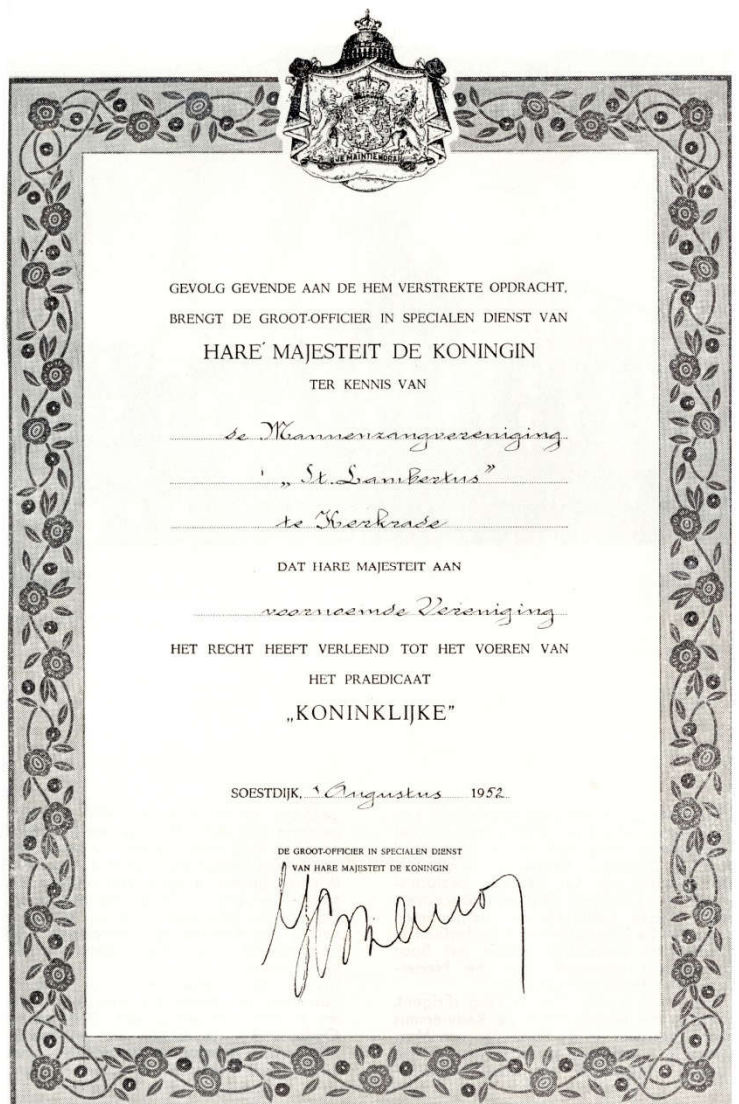 JE MAINTIENDRAI
GEVOLG GEVENDE AAN DE HEM VERSTREKTE OPDRACHT,
BRENGT DE GROOT-OFFICIER IN SPECIALEN DIENST VAN
HARE MAJESTEIT DE KONINGIN
TER KENNIS VAN
de Mannenzangvereniging
„St. Lambertus”
te Kerkrade
DAT HARE MAJESTEIT AAN
voornoemde Vereniging
HET RECHT HEEFT VERLEEND TOT HET VOEREN VAN
HET PRAEDICAAT
„KONINKLIJKE”
SOESTDIJK, Augustus 1952
DE GROOT-OFFICIER IN SPECIALEN DIENST
VAN HARE MAJESTEIT DE KONINGIN